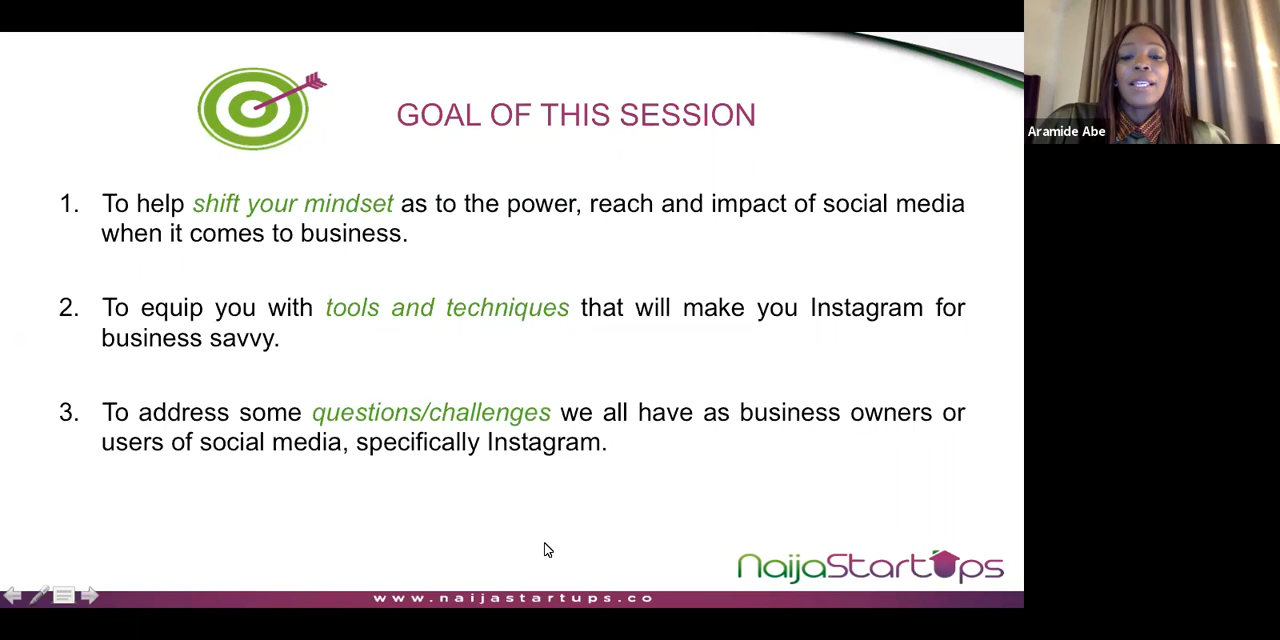 GOAL OF THIS SESSION
Aramide Abe
1. To help shift your mindset as to the power, reach and impact of social media
when it comes to business.
2. To equip you with tools and techniques that will make you Instagram for
business savvy.
3. To address some questions/challenges we all have as business owners or
users of social media, specifically Instagram.
NaijaStartUps
www.naijastartups.co